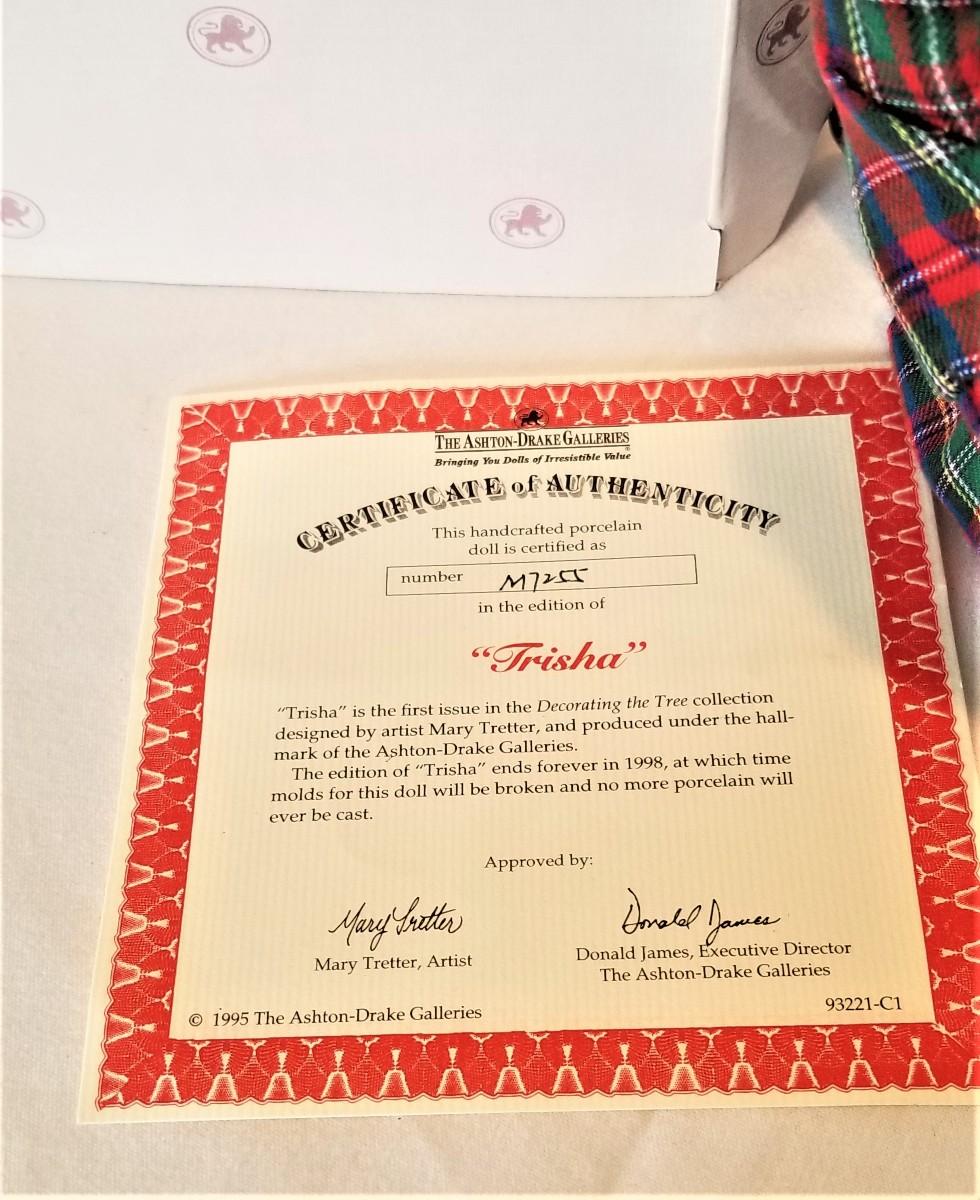 THE ASHTON-DRAKE GALLERIES
Bringing You Dolls of Irresistible Value®
CERTIFICATE of AUTHENTICITY
This handcrafted porcelain
doll is certified as
number M7255
in the edition of
“Trisha”
“Trisha” is the first issue in the Decorating the Tree collection
designed by artist Mary Tretter, and produced under the hall-
mark of the Ashton-Drake Galleries.
The edition of “Trisha” ends forever in 1998, at which time
molds for this doll will be broken and no more porcelain will
ever be cast.
Approved by:
Mary Tretter
Donald James
Mary Tretter, Artist
Donald James, Executive Director
The Ashton-Drake Galleries
© 1995 The Ashton-Drake Galleries
93221-C1